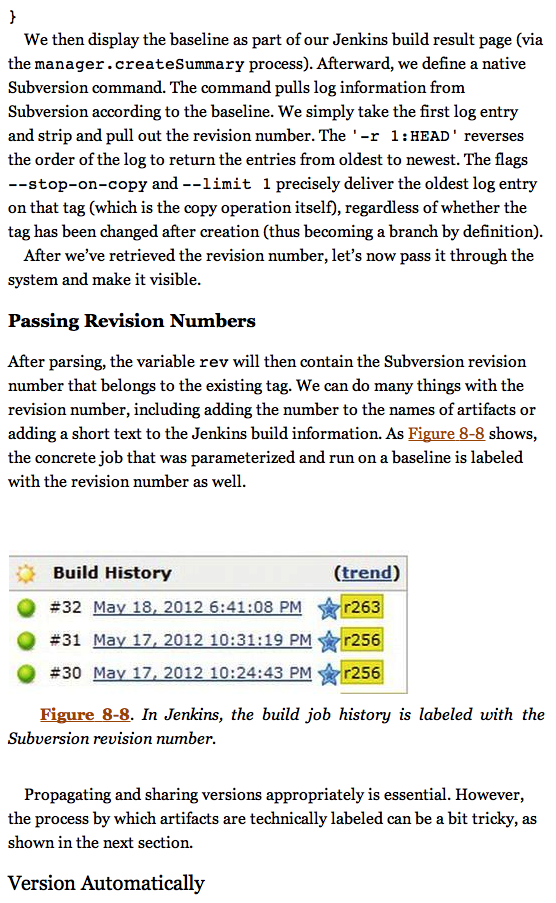 }
We then display the baseline as part of our Jenkins build result page (via
the manager.createSummary process). Afterward, we define a native
Subversion command. The command pulls log information from
Subversion according to the baseline. We simply take the first log entry
and strip and pull out the revision number. The '-r 1:HEAD' reverses
the order of the log to return the entries from oldest to newest. The flags
--stop-on-copy and --limit 1 precisely deliver the oldest log entry
on that tag (which is the copy operation itself), regardless of whether the
tag has been changed after creation (thus becoming a branch by definition).
After we’ve retrieved the revision number, let’s now pass it through the
system and make it visible.
Passing Revision Numbers
After parsing, the variable rev will then contain the Subversion revision
number that belongs to the existing tag. We can do many things with the
revision number, including adding the number to the names of artifacts or
adding a short text to the Jenkins build information. As Figure 8-8 shows,
the concrete job that was parameterized and run on a baseline is labeled
with the revision number as well.
Build History (trend)
#32 May 18, 2012 6:41:08 PM r263
#31 May 17, 2012 10:31:19 PM r256
#30 May 17, 2012 10:24:43 PM r256
Figure 8-8. In Jenkins, the build job history is labeled with the
Subversion revision number.
Propagating and sharing versions appropriately is essential. However,
the process by which artifacts are technically labeled can be a bit tricky, as
shown in the next section.
Version Automatically